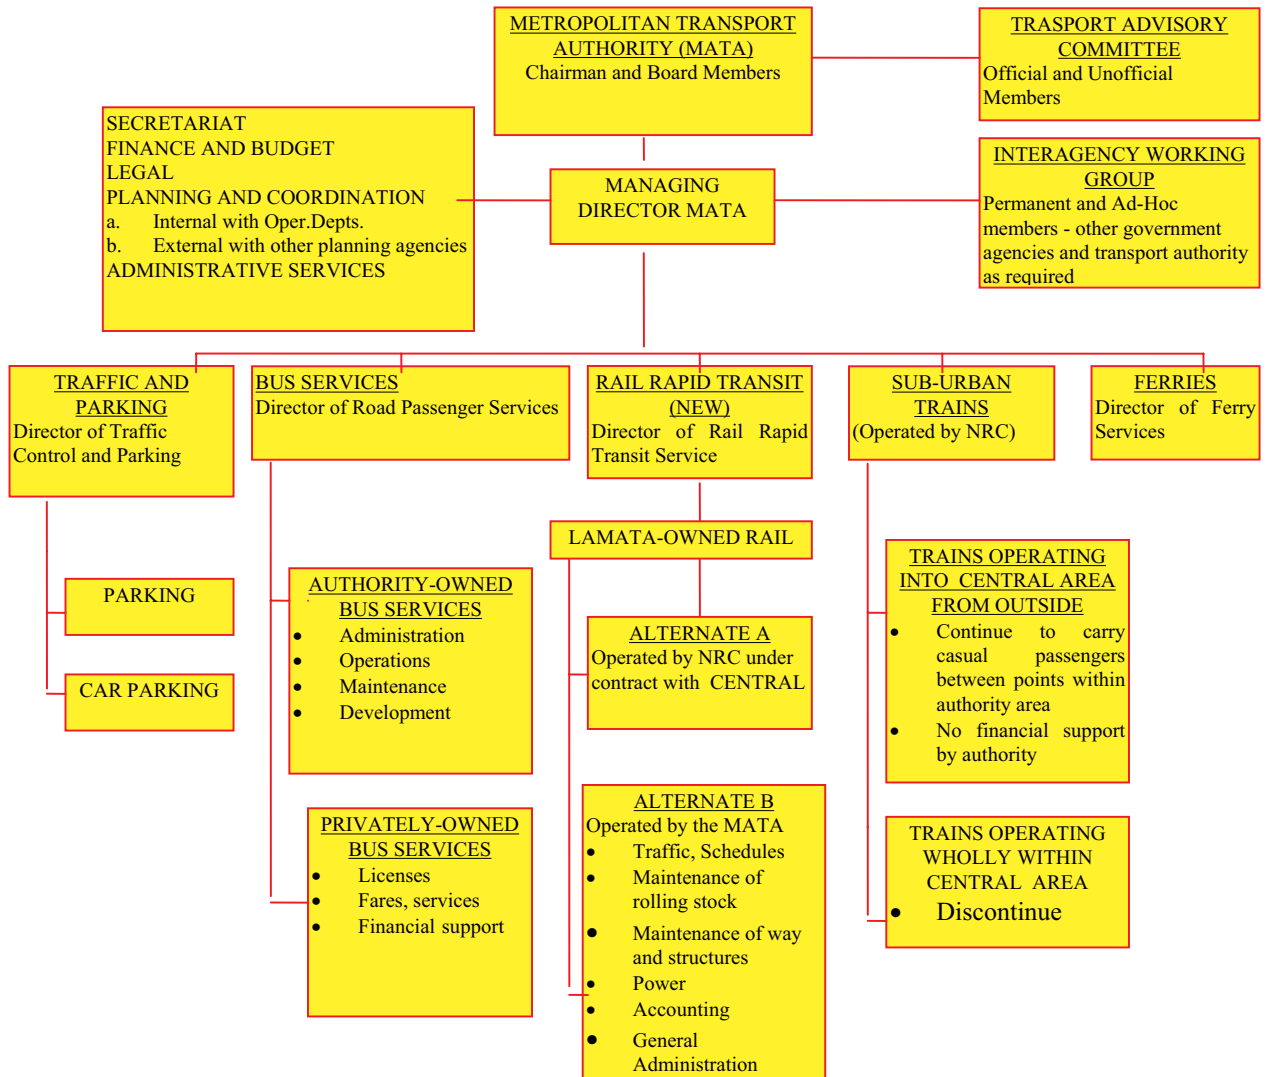 METROPOLITAN TRANSPORT
AUTHORITY (MATA)
Chairman and Board Members
TRASPORT ADVISORY
COMMITTEE
Official and Unofficial
Members
SECRETARIAT
FINANCE AND BUDGET
LEGAL
PLANNING AND COORDINATION
a. Internal with Oper.Depts.
b. External with other planning agencies
ADMINISTRATIVE SERVICES
MANAGING
DIRECTOR MATA
INTERAGENCY WORKING
GROUP
Permanent and Ad-Hoc
members - other government
agencies and transport authority
as required
TRAFFIC AND
PARKING
Director of Traffic
Control and Parking
BUS SERVICES
Director of Road Passenger Services
RAIL RAPID TRANSIT
(NEW)
Director of Rail Rapid
Transit Service
SUB-URBAN
TRAINS
(Operated by NRC)
FERRIES
Director of Ferry
Services
PARKING
CAR PARKING
AUTHORITY-OWNED
BUS SERVICES
• Administration
• Operations
• Maintenance
• Development
PRIVATELY-OWNED
BUS SERVICES
• Licenses
• Fares, services
• Financial support
LAMATA-OWNED RAIL
ALTERNATE A
Operated by NRC under
contract with CENTRAL
ALTERNATE B
Operated by the MATA
• Traffic, Schedules
• Maintenance of
rolling stock
• Maintenance of way
and structures
• Power
• Accounting
• General
Administration
TRAINS OPERATING
INTO CENTRAL AREA
FROM OUTSIDE
• Continue to carry
casual passengers
between points within
authority area
• No financial support
by authority
TRAINS OPERATING
WHOLLY WITHIN
CENTRAL AREA
• Discontinue